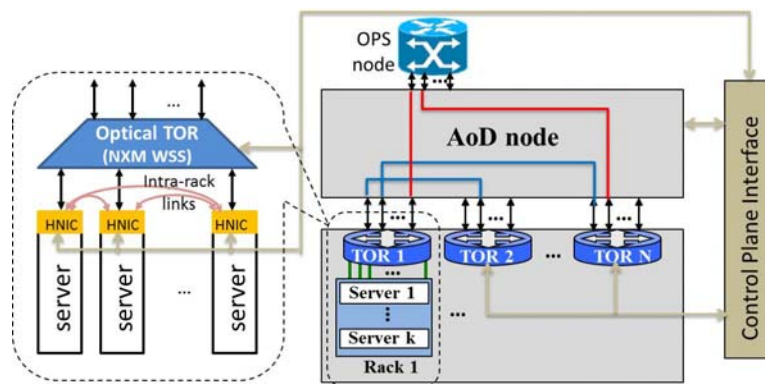 OPS
node
...
...
Optical TOR
(NXM WSS)
AoD node
Intra-rack
links
HNIC
HNIC
HNIC
server
server
...
server
...
...
...
TOR 1
TOR 2
...
TOR N
...
Server 1
Server k
...
Rack 1
Control Plane Interface